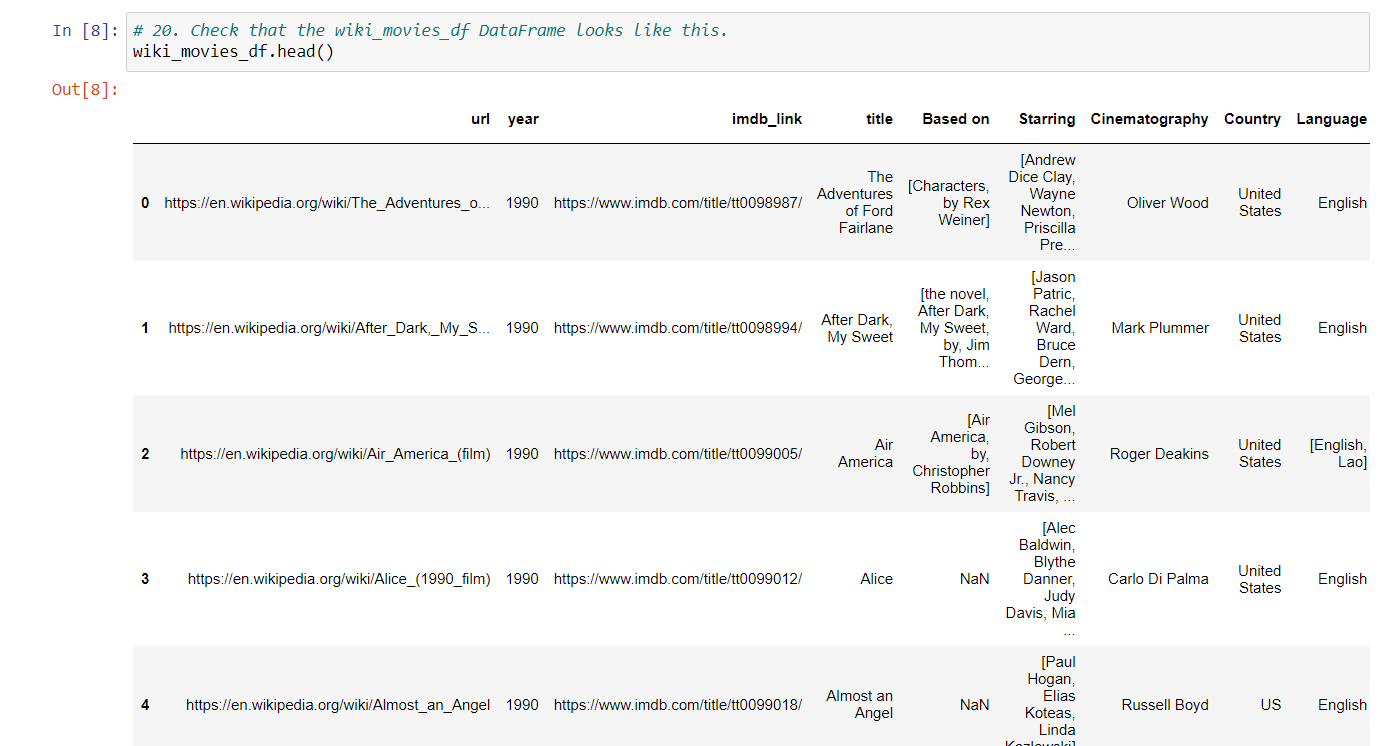 In [8]: # 20. Check that the wiki_movies_df DataFrame looks like this.
wiki_movies_df.head()
Out[8]:
url year imdb_link title Based on Starring Cinematography Country Language
0 https://en.wikipedia.org/wiki/The_Adventures_o... 1990 https://www.imdb.com/title/tt0098987/ The Adventures of Ford Fairlane [Characters, by Rex Weiner] [Andrew Dice Clay, Wayne Newton, Priscilla Pre... Oliver Wood United States English
1 https://en.wikipedia.org/wiki/After_Dark,_My_S... 1990 https://www.imdb.com/title/tt0098994/ After Dark, My Sweet [the novel, After Dark, My Sweet, by, Jim Thom... [Jason Patric, Rachel Ward, Bruce Dern, George... Mark Plummer United States English
2 https://en.wikipedia.org/wiki/Air_America_(film) 1990 https://www.imdb.com/title/tt0099005/ Air America [Air America, by, Christopher Robbins] [Mel Gibson, Robert Downey Jr., Nancy Travis, ... Roger Deakins United States [English, Lao]
3 https://en.wikipedia.org/wiki/Alice_(1990_film) 1990 https://www.imdb.com/title/tt0099012/ Alice NaN [Alec Baldwin, Blythe Danner, Judy Davis, Mia ... Carlo Di Palma United States English
4 https://en.wikipedia.org/wiki/Almost_an_Angel 1990 https://www.imdb.com/title/tt0099018/ Almost an Angel NaN [Paul Hogan, Elias Koteas, Linda Kozlowski] Russell Boyd US English